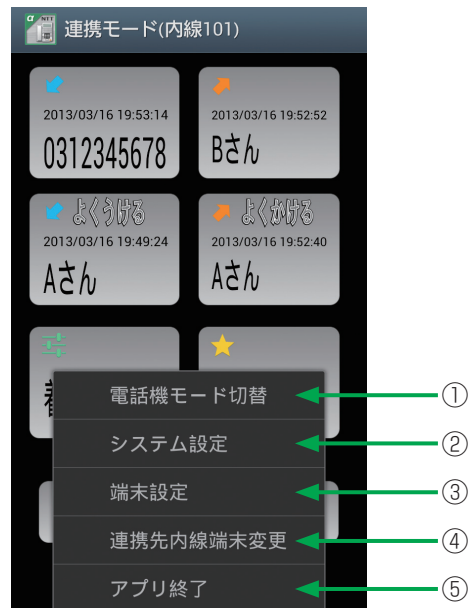 α NTT
連携モード(内線101)
2013/03/16 19:53:14
0312345678
2013/03/16 19:52:52
Bさん
よくうける
2013/03/16 19:49:24
Aさん
よくかける
2013/03/16 19:52:40
Aさん
電話機モード切替 ①
システム設定 ②
端末設定 ③
連携先内線端末変更 ④
アプリ終了 ⑤